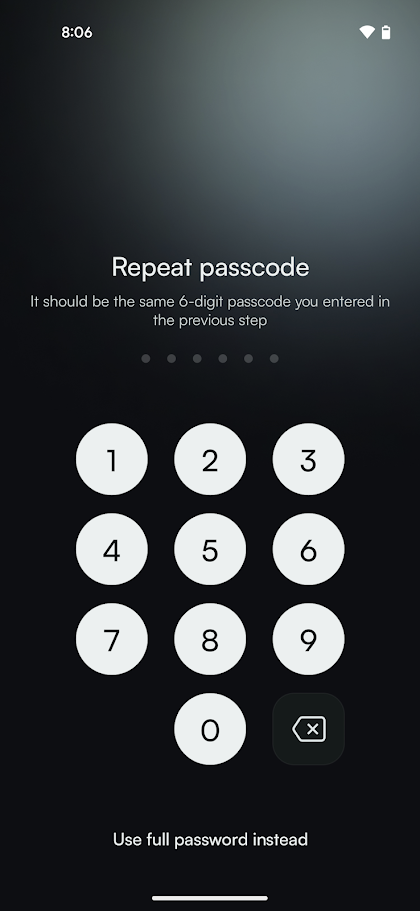 8:06
Repeat passcode
It should be the same 6-digit passcode you entered in
the previous step
1 2 3
4 5 6
7 8 9
0
Use full password instead